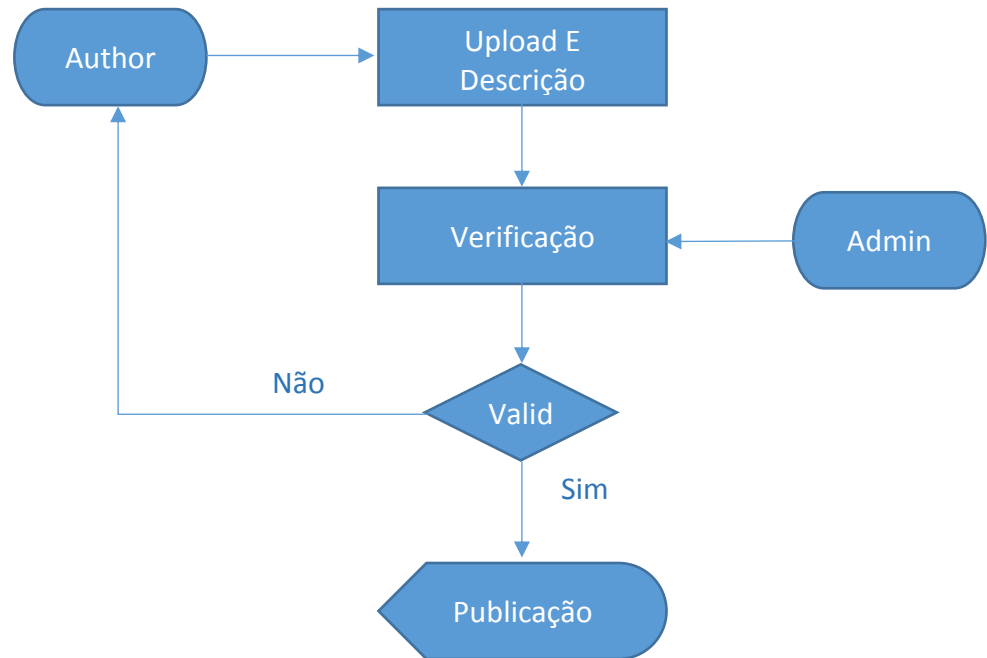 Author
Upload E
Descrição
Verificação
Admin
Não
Valid
Sim
Publicação